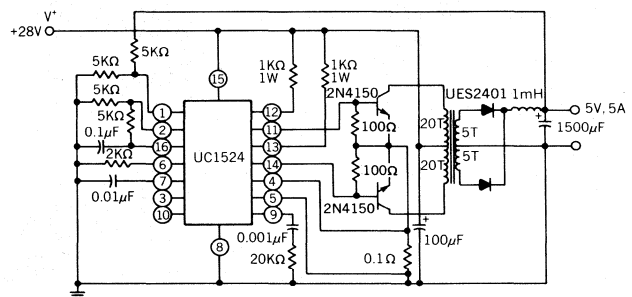 V+
+28V
5KΩ
5KΩ
5KΩ
0.1µF
2KΩ
0.01µF
15
1
2
16
6
7
3
10
UC1524
12
11
13
14
4
5
9
8
1KΩ
1W
1KΩ
1W
2N4150
100Ω
100Ω
2N4150
0.001µF
20KΩ
0.1Ω
+
100µF
20T
20T
5T
5T
UES2401 1mH
5V, 5A
+
1500µF